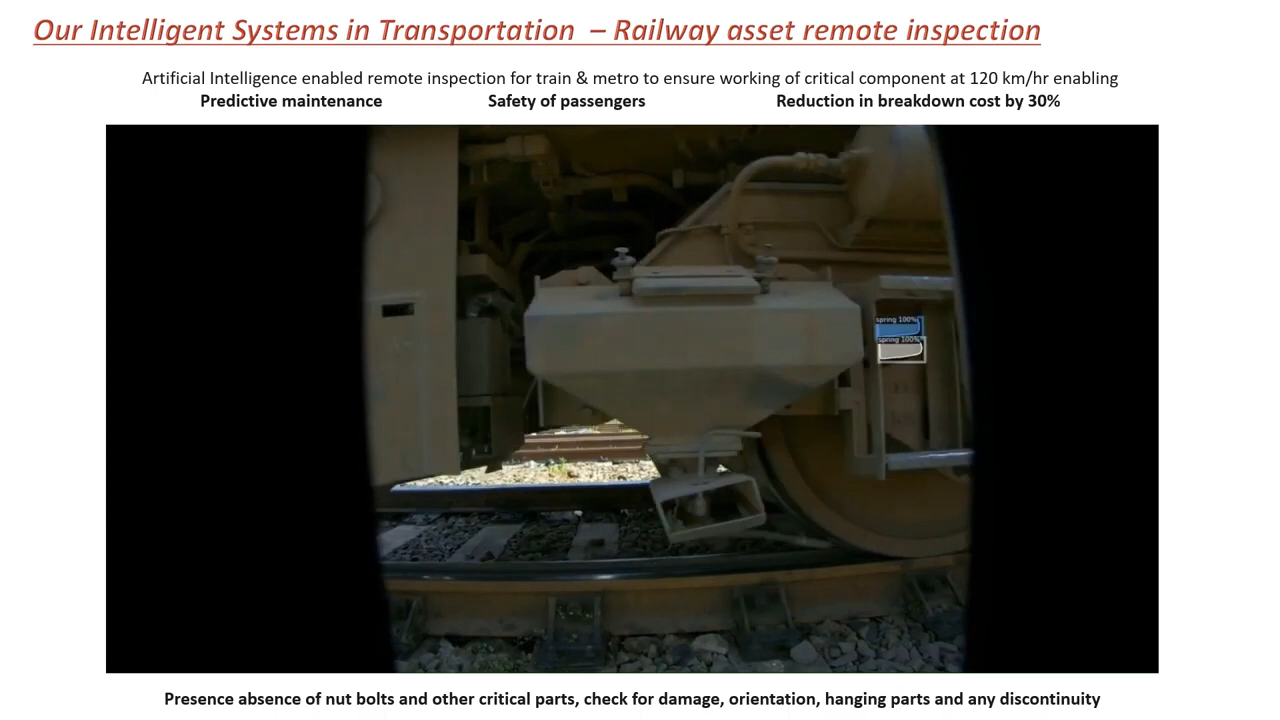 Our Intelligent Systems in Transportation – Railway asset remote inspection
Artificial Intelligence enabled remote inspection for train & metro to ensure working of critical component at 120 km/hr enabling
Predictive maintenance Safety of passengers Reduction in breakdown cost by 30%
spring 100%
spring 100%
Presence absence of nut bolts and other critical parts, check for damage, orientation, hanging parts and any discontinuity